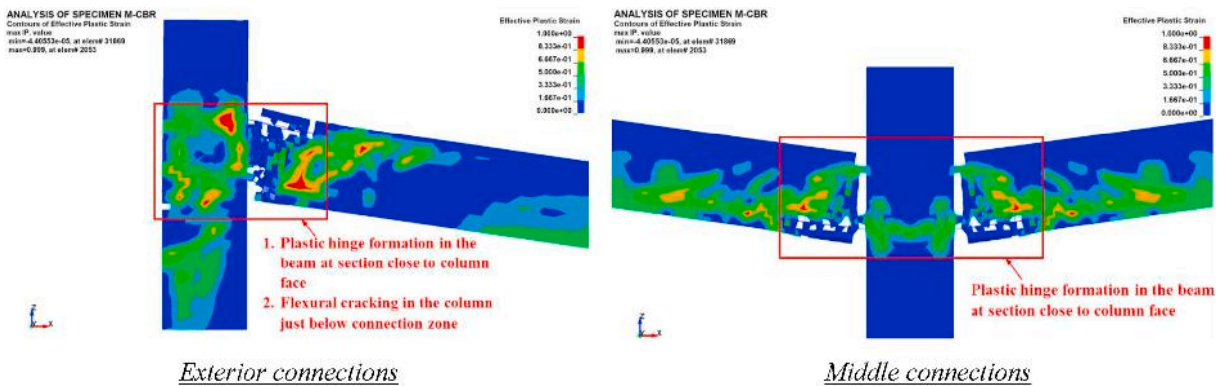 ANALYSIS OF SPECIMEN M-CBR
Contours of Effective Plastic Strain
max IP. value
min=-4.40553e-05, at elem# 31869
max=0.999, at elem# 2053
Effective Plastic Strain
1.000e+00
8.333e-01
6.667e-01
5.000e-01
3.333e-01
1.667e-01
0.000e+00
1. Plastic hinge formation in the
beam at section close to column
face
2. Flexural cracking in the column
just below connection zone
Z
X
Exterior connections
ANALYSIS OF SPECIMEN M-CBR
Contours of Effective Plastic Strain
max IP. value
min=-4.40553e-05, at elem# 31869
max=0.999, at elem# 2053
Effective Plastic Strain
1.000e+00
8.333e-01
6.667e-01
5.000e-01
3.333e-01
1.667e-01
0.000e+00
Plastic hinge formation in the beam
at section close to column face
Z
X
Middle connections